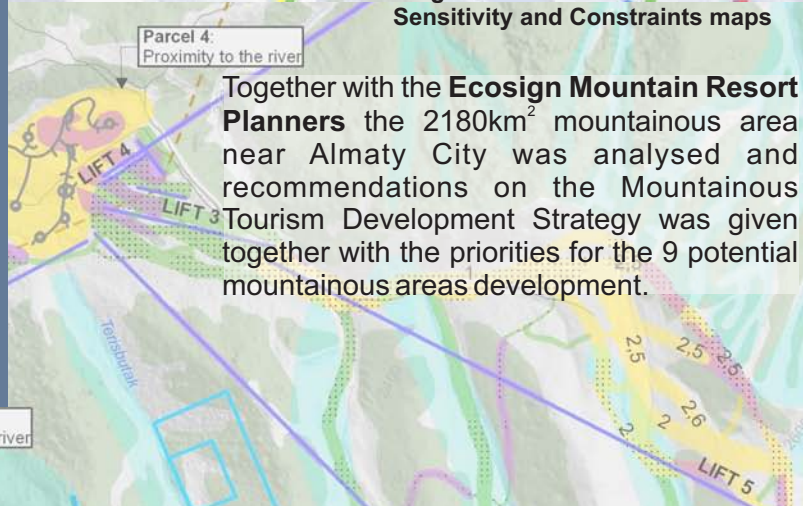 Sensitivity and Constraints maps
Parcel 4:
Proximity to the river
Together with the Ecosign Mountain Resort
Planners the 2180km² mountainous area
near Almaty City was analysed and
recommendations on the Mountainous
Tourism Development Strategy was given
together with the priorities for the 9 potential
mountainous areas development.
LIFT 4
LIFT 3
1
2,5
2,5
2,5
2,6
2
2
LIFT 5
Terisbutak
river